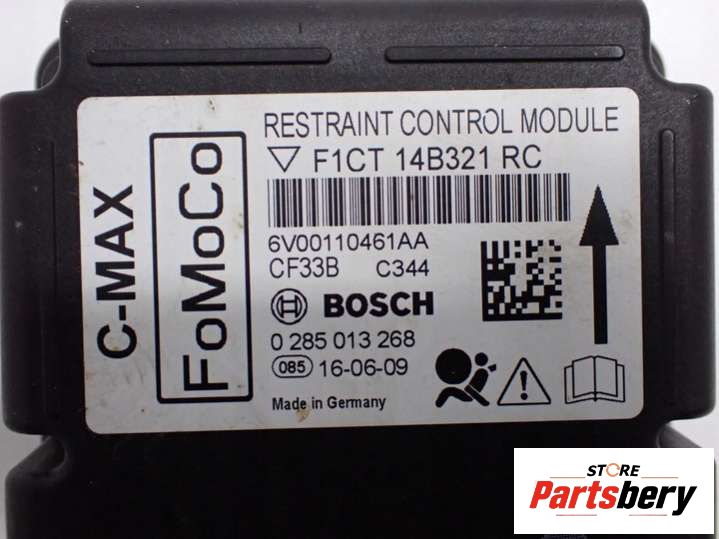 RESTRAINT CONTROL MODULE
F1CT 14B321 RC
6V00110461AA
CF33B C344
BOSCH
0 285 013 268
085 16-06-09
Made in Germany
C-MAX
FoMoCo
STORE
Partsbery